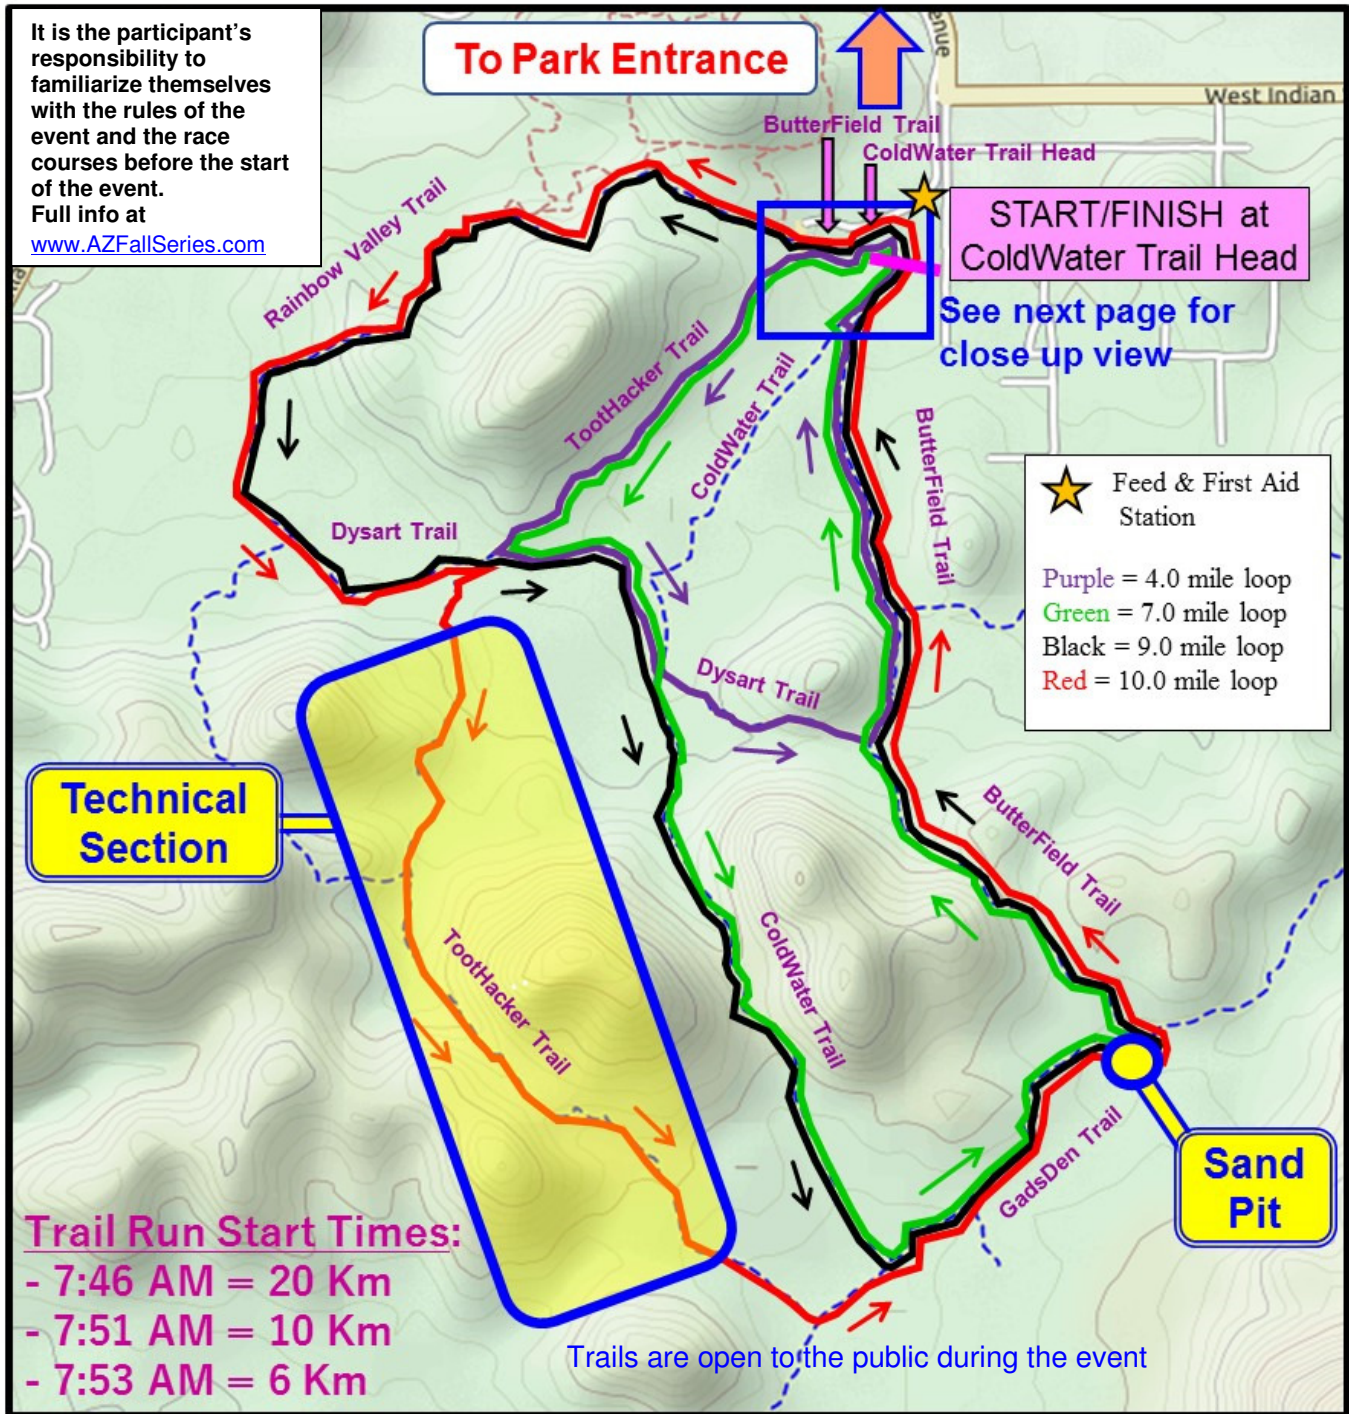 It is the participant's
responsibility to
familiarize themselves
with the rules of the
event and the race
courses before the start
of the event.
Full info at
www.AZFallSeries.com
To Park Entrance
enue
West Indian
ButterField Trail
ColdWater Trail Head
START/FINISH at
ColdWater Trail Head
See next page for
close up view
Rainbow Valley Trail
TootHacker Trail
ColdWater Trail
ButterField Trail
Dysart Trail
Feed & First Aid
Station
Purple = 4.0 mile loop
Green = 7.0 mile loop
Black = 9.0 mile loop
Red = 10.0 mile loop
Dysart Trail
Technical
Section
ButterField Trail
TootHacker Trail
ColdWater Trail
GadsDen Trail
Sand
Pit
Trail Run Start Times:
- 7:46 AM = 20 Km
- 7:51 AM = 10 Km
- 7:53 AM = 6 Km
Trails are open to the public during the event